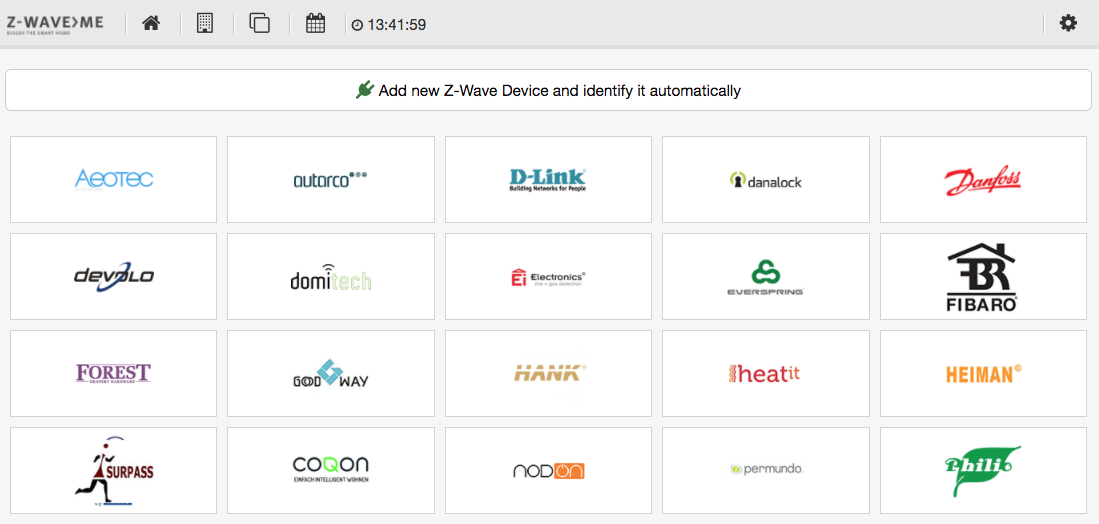 Z-WAVE>ME
BUILDS THE SMART HOME
13:41:59
Add new Z-Wave Device and identify it automatically
AEOTEC
autarco
D-Link®
Building Networks for People
danalock
Danfoss
devolo
domitech
Ei Electronics®
fire + gas detection
EVERSPRING
FIBARO®
FOREST
DRAPERY HARDWARE
GOODWAY
HANK®
heatit
HEIMAN®
SURPASS
COQON
EINFACH INTELLIGENT WOHNEN
NODON
permundo
Philio